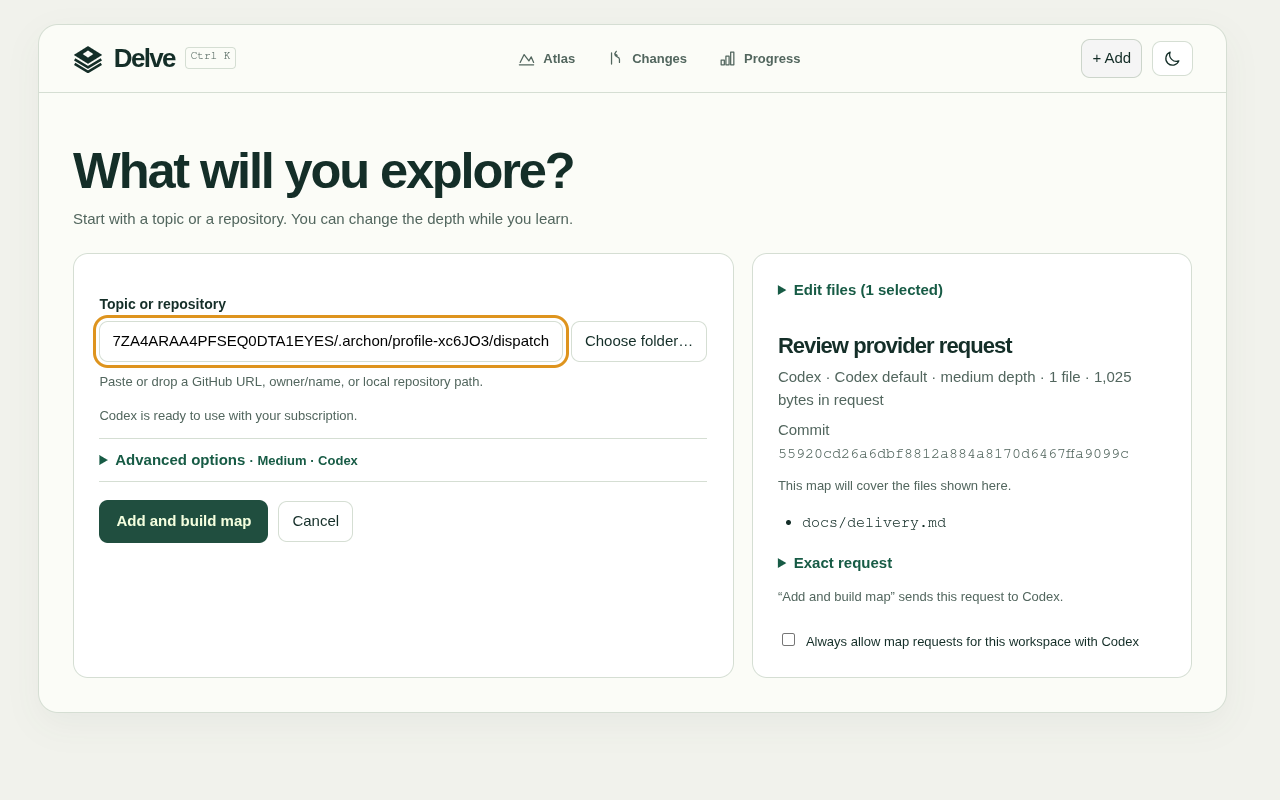 Delve Ctrl K
Atlas
Changes
Progress
+ Add
What will you explore?
Start with a topic or a repository. You can change the depth while you learn.
Topic or repository
7ZA4ARAA4PFSEQ0DTA1EYES/.archon/profile-xc6JO3/dispatch
Choose folder…
Paste or drop a GitHub URL, owner/name, or local repository path.
Codex is ready to use with your subscription.
Advanced options · Medium · Codex
Add and build map
Cancel
Edit files (1 selected)
Review provider request
Codex · Codex default · medium depth · 1 file · 1,025
bytes in request
Commit
55920cd26a6dbf8812a884a8170d6467ffa9099c
This map will cover the files shown here.
• docs/delivery.md
Exact request
“Add and build map” sends this request to Codex.
Always allow map requests for this workspace with Codex